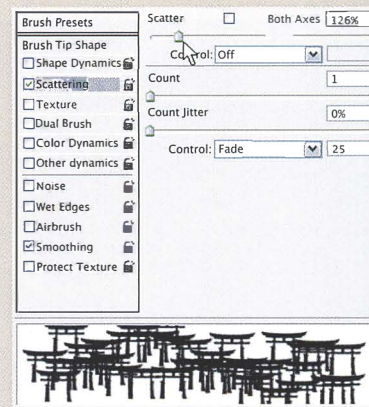 Brush Presets
Brush Tip Shape
Shape Dynamics
Scattering
Texture
Dual Brush
Color Dynamics
Other dynamics
Noise
Wet Edges
Airbrush
Smoothing
Protect Texture
Scatter Both Axes 126%
Control: Off
Count 1
Count Jitter 0%
Control: Fade 25